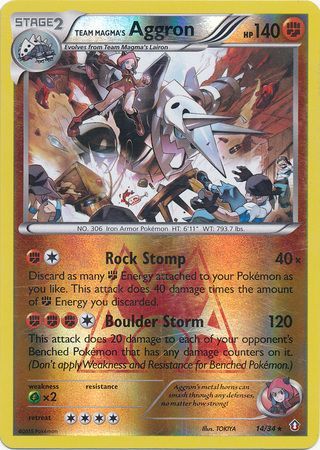 STAGE2 TEAM MAGMA'S Aggron HP140
Evolves from Team Magma's Lairon
NO. 306 Iron Armor Pokémon HT: 6'11" WT: 793.7 lbs.
Rock Stomp 40×
Discard as many Energy attached to your Pokémon as
you like. This attack does 40 damage times the amount
of Energy you discarded.
Boulder Storm 120
This attack does 20 damage to each of your opponent's
Benched Pokémon that has any damage counters on it.
(Don't apply Weakness and Resistance for Benched Pokémon.)
weakness resistance
×2
retreat
Aggron's metal horns can
smash through any defenses,
no matter how strong!
©2015 Pokémon Illus. TOKIYA 14/34 ★